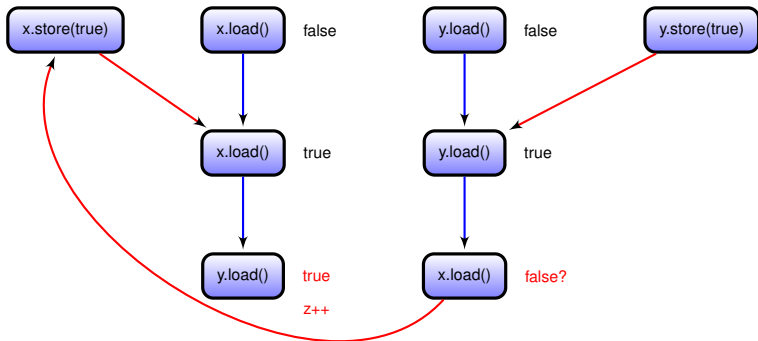 x.store(true)
x.load()
false
y.load()
false
y.store(true)
x.load()
true
y.load()
true
y.load()
true
x.load()
false?
z++